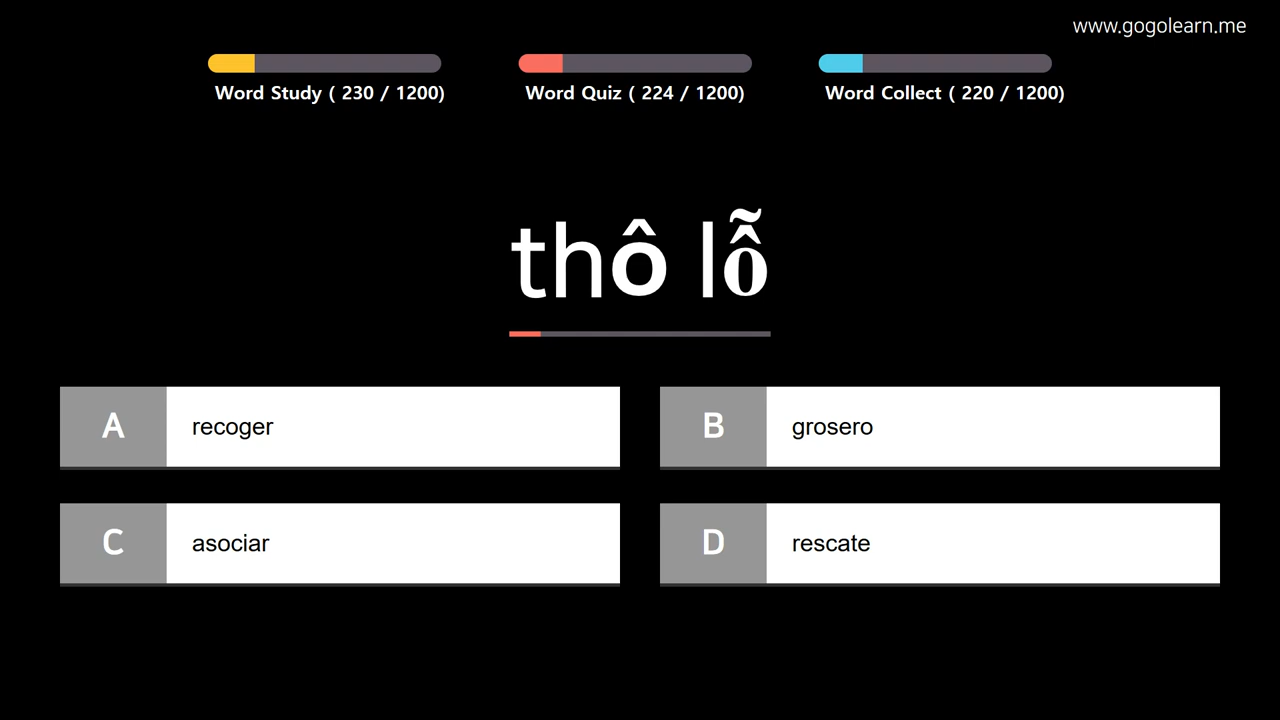 www.gogolearn.me
Word Study ( 230 / 1200)
Word Quiz ( 224 / 1200)
Word Collect ( 220 / 1200)
thô lỗ
A recoger
B grosero
C asociar
D rescate